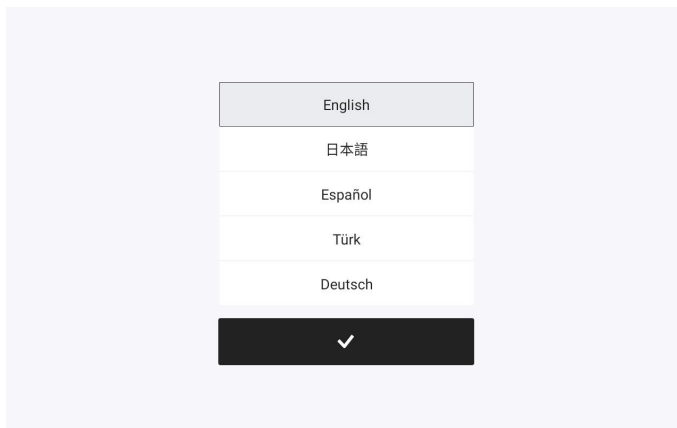 English
日本語
Español
Türk
Deutsch